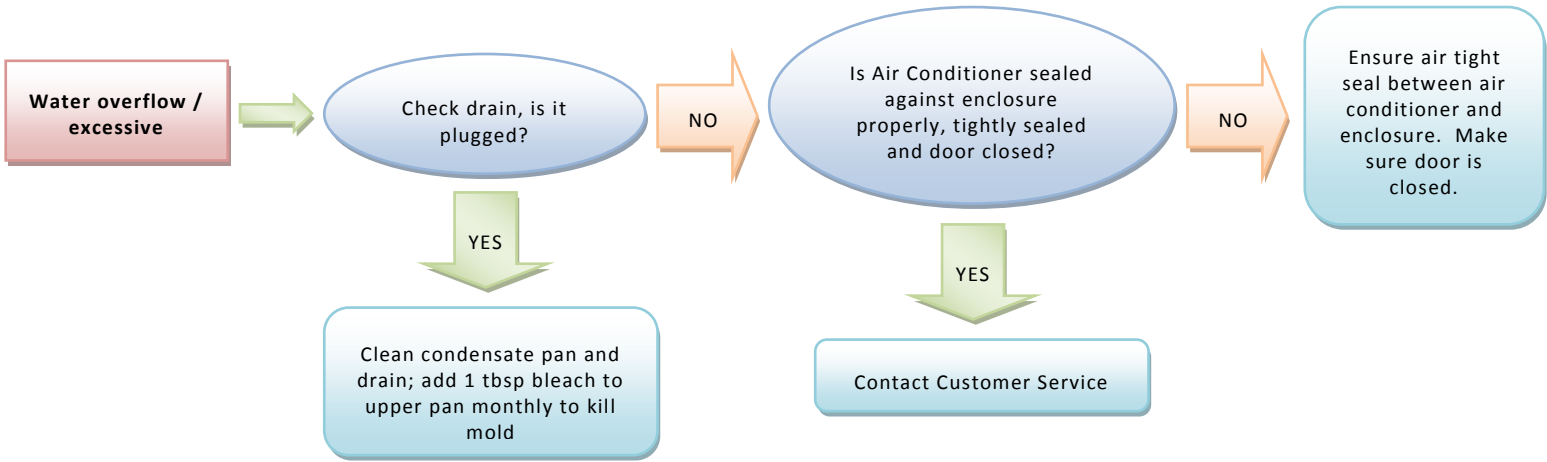 Water overflow /
excessive
Check drain, is it
plugged?
NO
Is Air Conditioner sealed
against enclosure
properly, tightly sealed
and door closed?
NO
Ensure air tight
seal between air
conditioner and
enclosure. Make
sure door is
closed.
YES
YES
Clean condensate pan and
drain; add 1 tbsp bleach to
upper pan monthly to kill
mold
Contact Customer Service